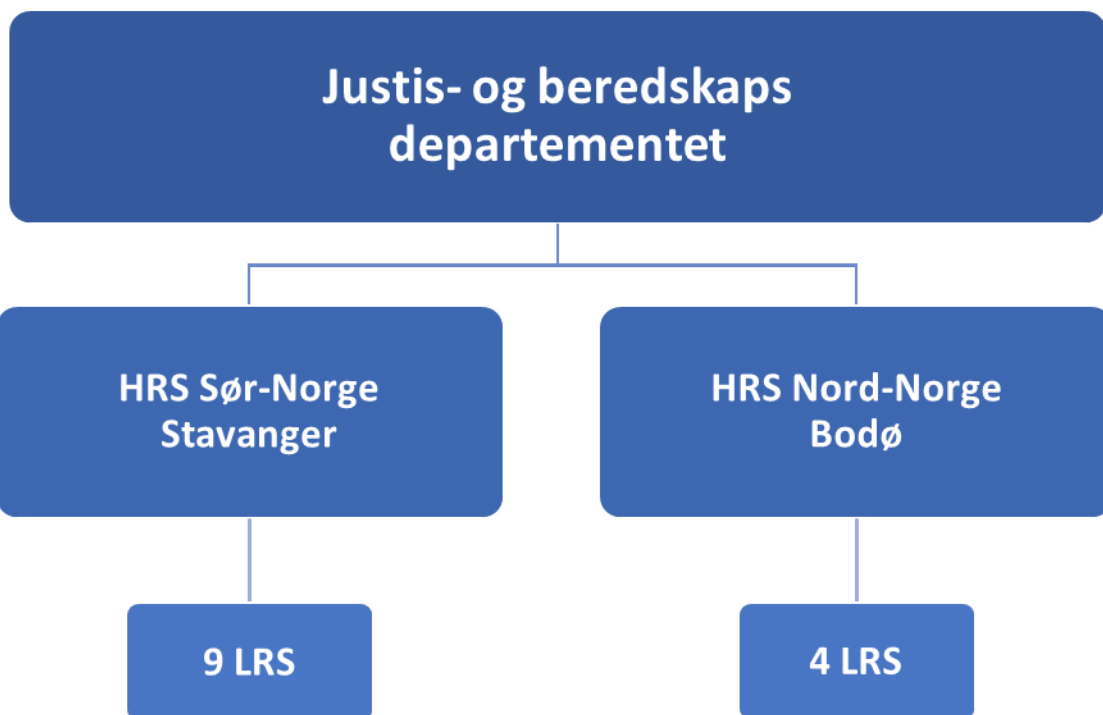 Justis- og beredskaps
departementet
HRS Sør-Norge
Stavanger
HRS Nord-Norge
Bodø
9 LRS
4 LRS